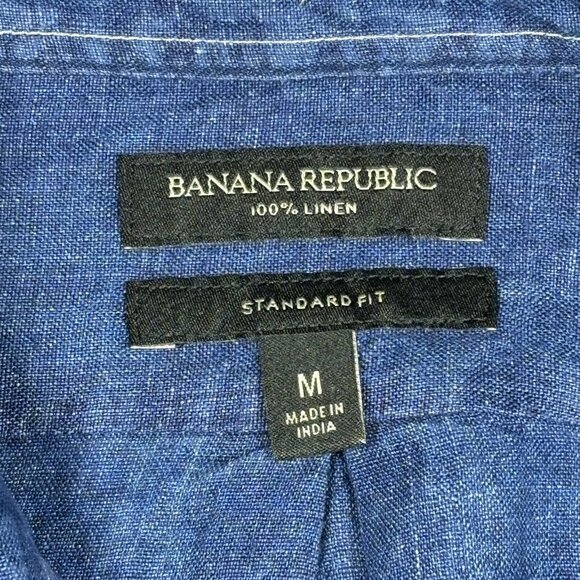 BANANA REPUBLIC
100% LINEN
STANDARD FIT
M
MADE IN
INDIA